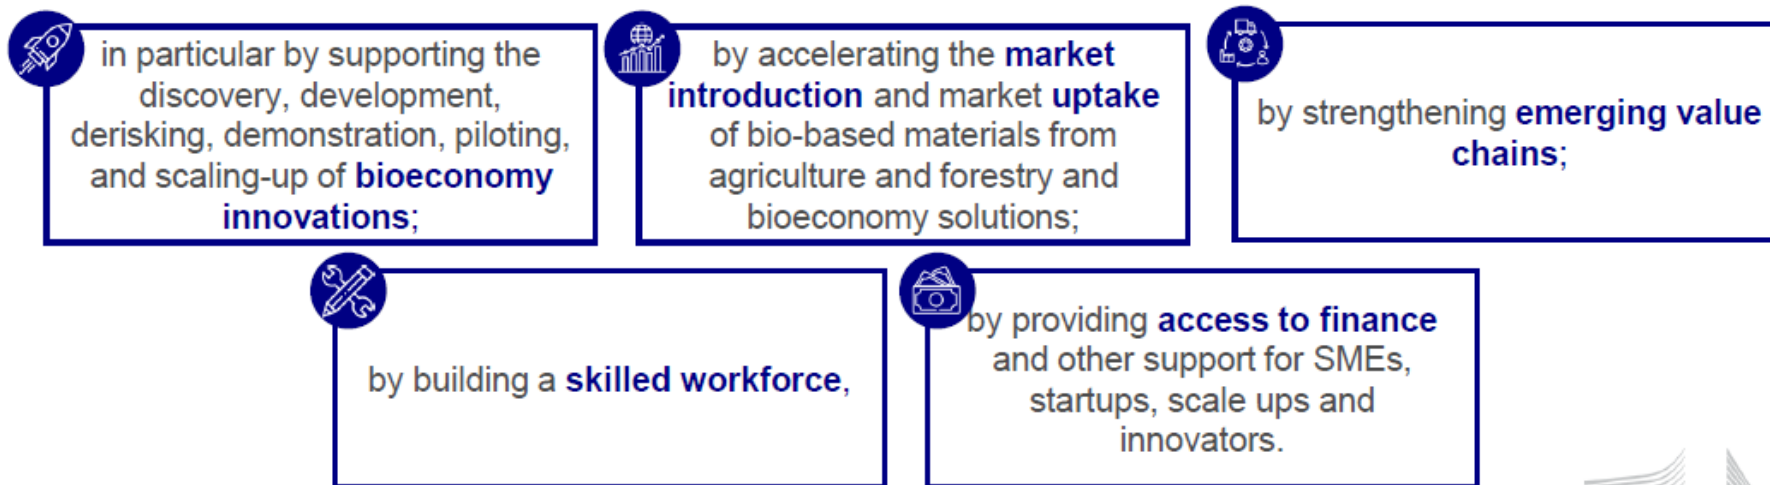 in particular by supporting the
discovery, development,
derisking, demonstration, piloting,
and scaling-up of bioeconomy
innovations;
by accelerating the market
introduction and market uptake
of bio-based materials from
agriculture and forestry and
bioeconomy solutions;
by strengthening emerging value
chains;
by building a skilled workforce,
by providing access to finance
and other support for SMEs,
startups, scale ups and
innovators.